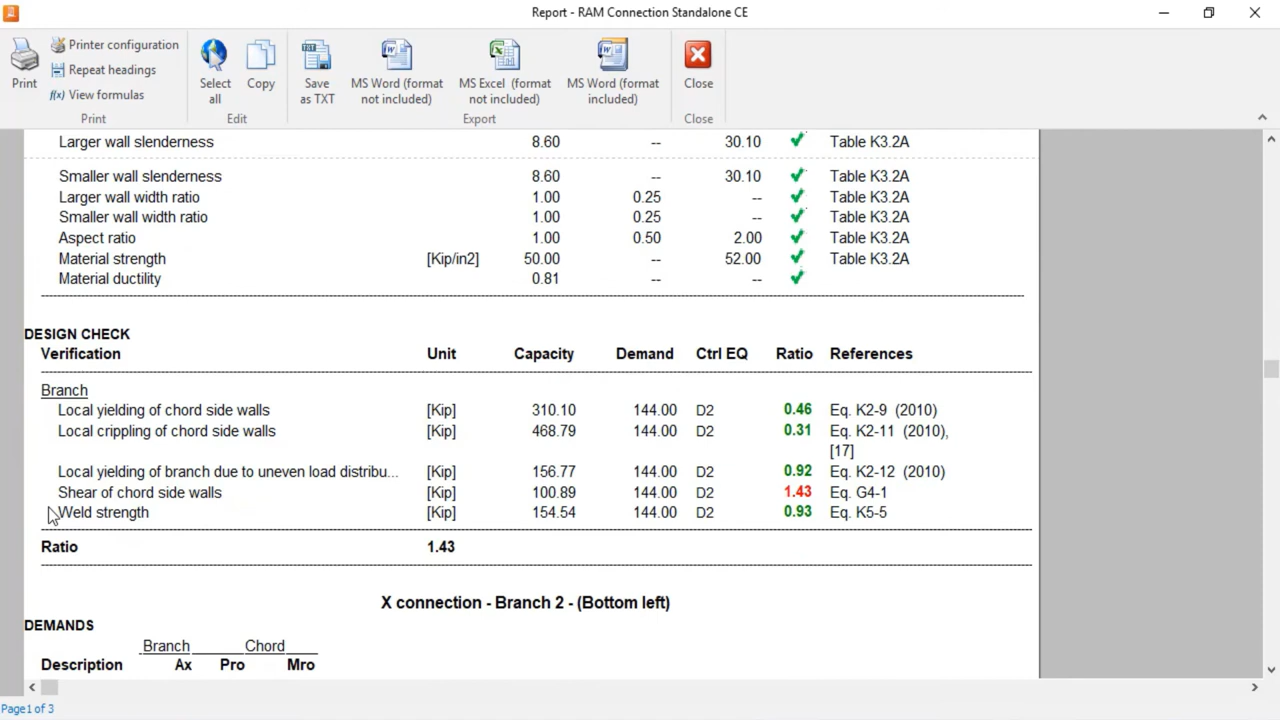 Report - RAM Connection Standalone CE
Print
Printer configuration
Repeat headings
f(x) View formulas
Print
Select all
Copy
Edit
TXT
Save as TXT
MS Word (format not included)
MS Excel (format not included)
MS Word (format included)
Export
Close
Close
Larger wall slenderness 8.60 -- 30.10 Table K3.2A
Smaller wall slenderness 8.60 -- 30.10 Table K3.2A
Larger wall width ratio 1.00 0.25 -- Table K3.2A
Smaller wall width ratio 1.00 0.25 -- Table K3.2A
Aspect ratio 1.00 0.50 2.00 Table K3.2A
Material strength [Kip/in2] 50.00 -- 52.00 Table K3.2A
Material ductility 0.81 -- --
DESIGN CHECK
Verification Unit Capacity Demand Ctrl EQ Ratio References
Branch
Local yielding of chord side walls [Kip] 310.10 144.00 D2 0.46 Eq. K2-9 (2010)
Local crippling of chord side walls [Kip] 468.79 144.00 D2 0.31 Eq. K2-11 (2010),
[17]
Local yielding of branch due to uneven load distribu... [Kip] 156.77 144.00 D2 0.92 Eq. K2-12 (2010)
Shear of chord side walls [Kip] 100.89 144.00 D2 1.43 Eq. G4-1
Weld strength [Kip] 154.54 144.00 D2 0.93 Eq. K5-5
Ratio 1.43
X connection - Branch 2 - (Bottom left)
DEMANDS
Branch Chord
Description Ax Pro Mro
Page1 of 3